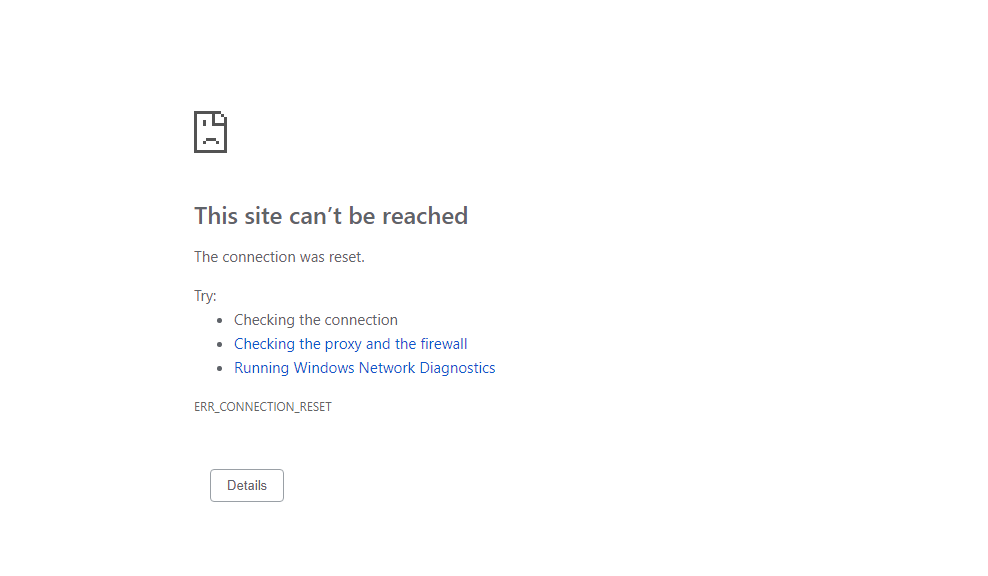 This site can’t be reached
The connection was reset.
Try:
Checking the connection
Checking the proxy and the firewall
Running Windows Network Diagnostics
ERR_CONNECTION_RESET
Details